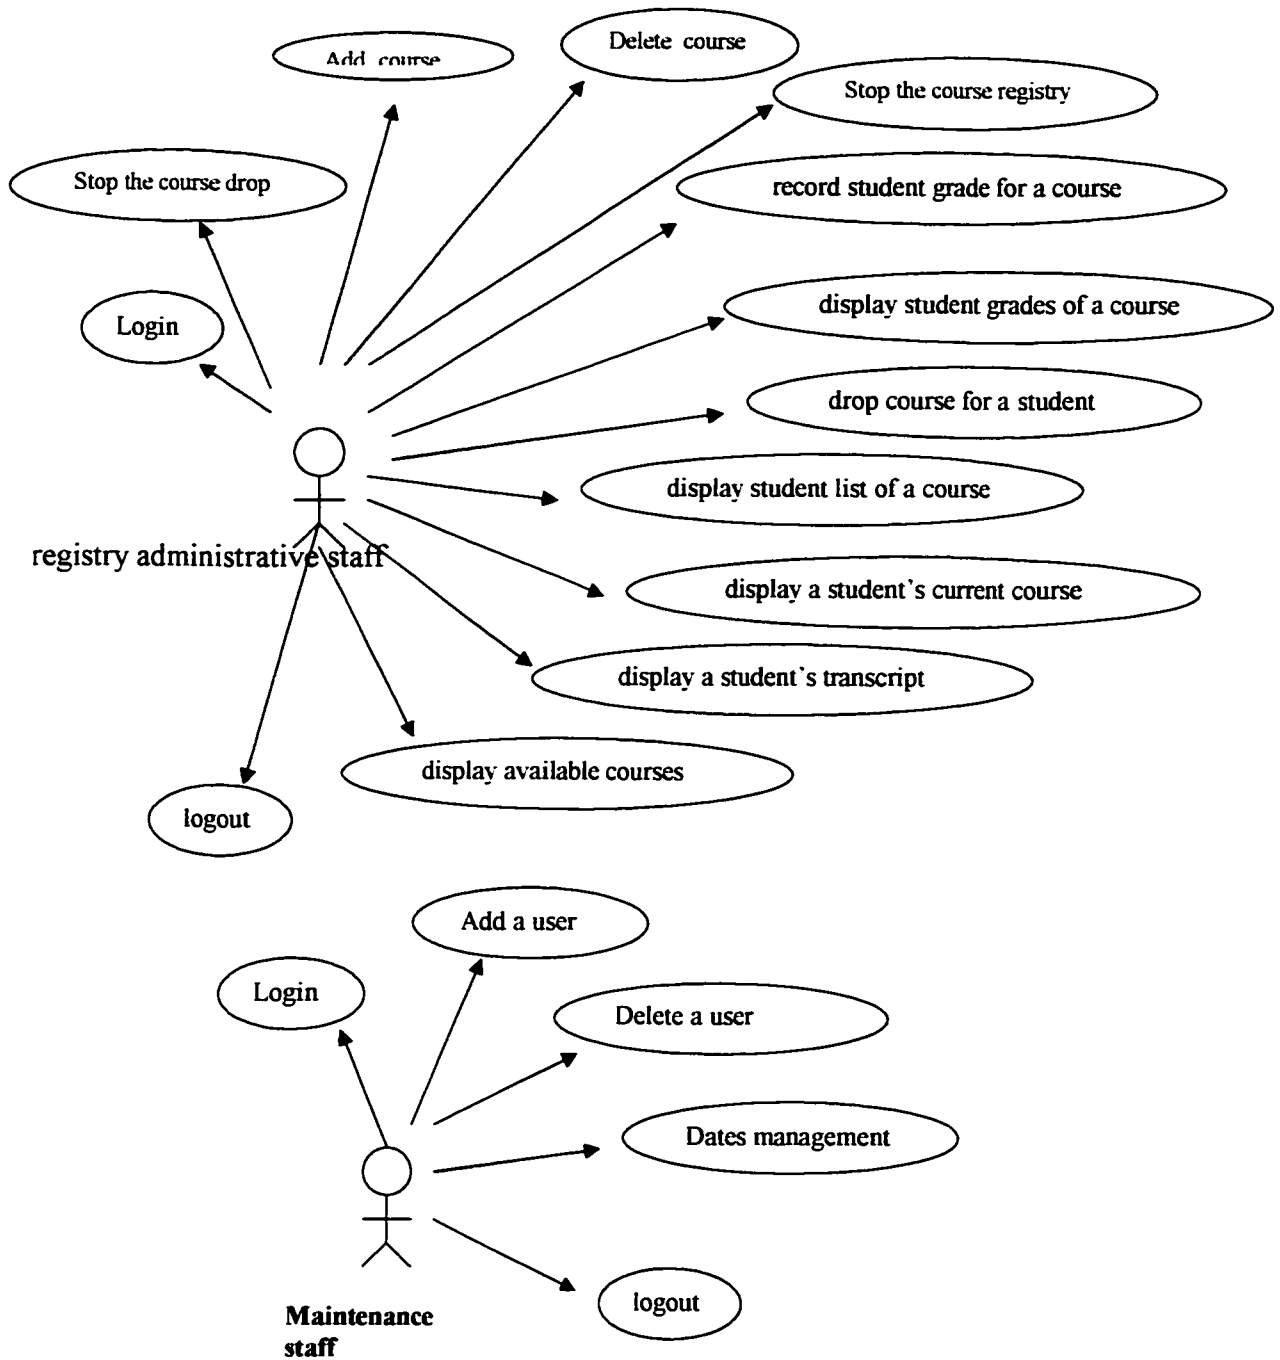 Add course
Delete course
Stop the course registry
Stop the course drop
record student grade for a course
display student grades of a course
Login
drop course for a student
display student list of a course
registry administrative staff
display a student's current course
display a student's transcript
display available courses
logout
Add a user
Login
Delete a user
Dates management
logout
Maintenance
staff